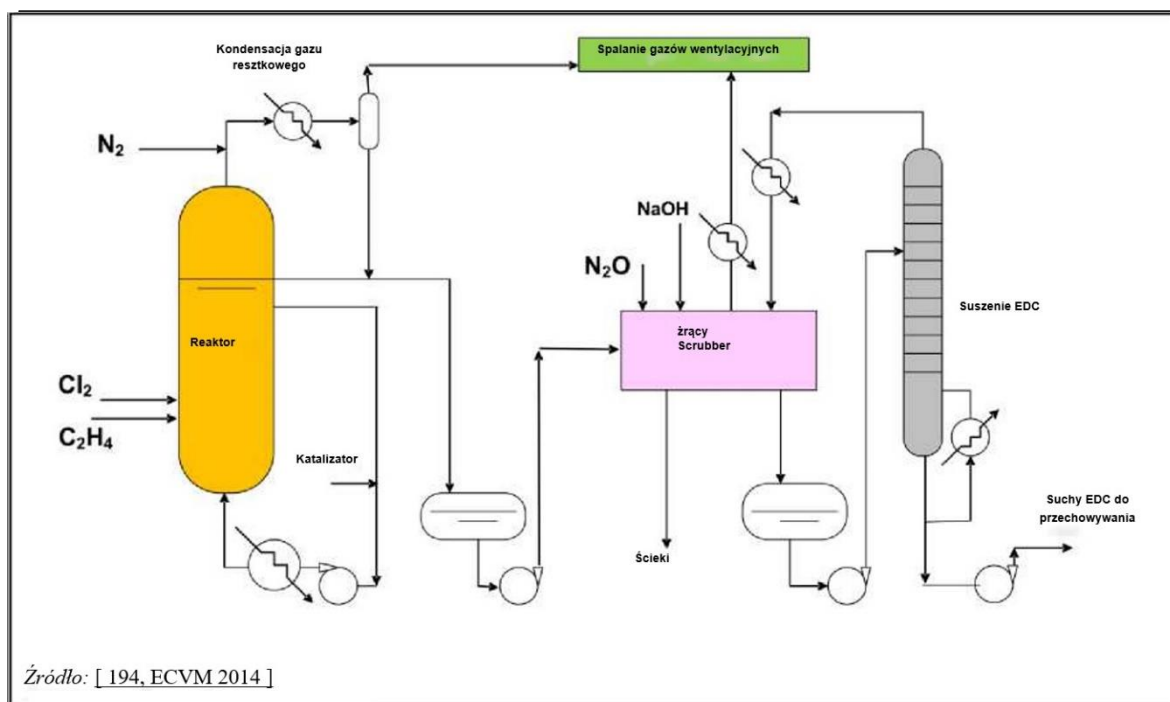 Kondensacja gazu
resztkowego
Spalanie gazów wentylacyjnych
N₂
NaOH
N₂O
żrący
Scrubber
Suszenie EDC
Reaktor
Cl₂
C₂H₄
Katalizator
Ścieki
Suchy EDC do
przechowywania
Źródło: [ 194, ECVM 2014 ]